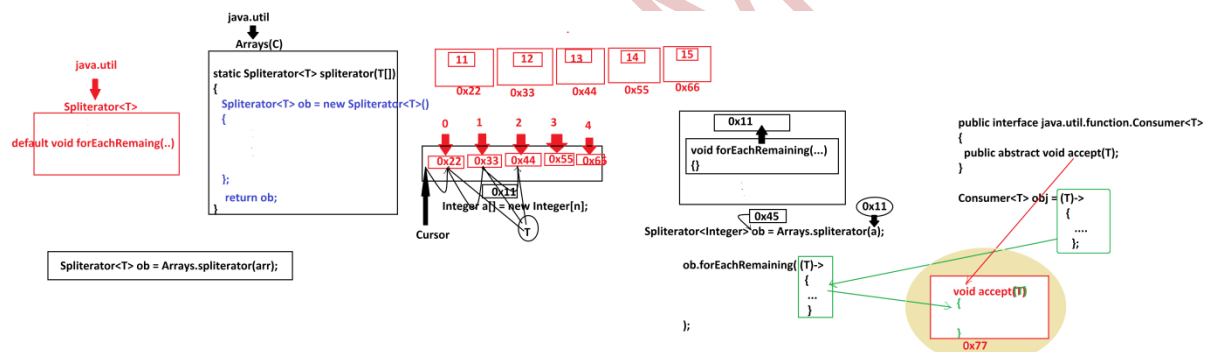 java.util
Spliterator<T>
default void forEachRemaing(..)
java.util
Arrays(C)
static Spliterator<T> spliterator(T[])
{
Spliterator<T> ob = new Spliterator<T>()
{
.
.
.
};
return ob;
}
Spliterator<T> ob = Arrays.spliterator(arr);
11 12 13 14 15
0x22 0x33 0x44 0x55 0x66
0 1 2 3 4
0x22 0x33 0x44 0x55 0x66
0x11
Integer a[] = new Integer[n];
Cursor
T
0x11
void forEachRemaining(...)
{}
.
.
0x45
0x11
Spliterator<Integer> ob = Arrays.spliterator(a);
ob.forEachRemaining( (T)->
{
...
}
);
public interface java.util.function.Consumer<T>
{
public abstract void accept(T);
}
Consumer<T> obj = (T)->
{
....
};
void accept(T)
{
}
0x77